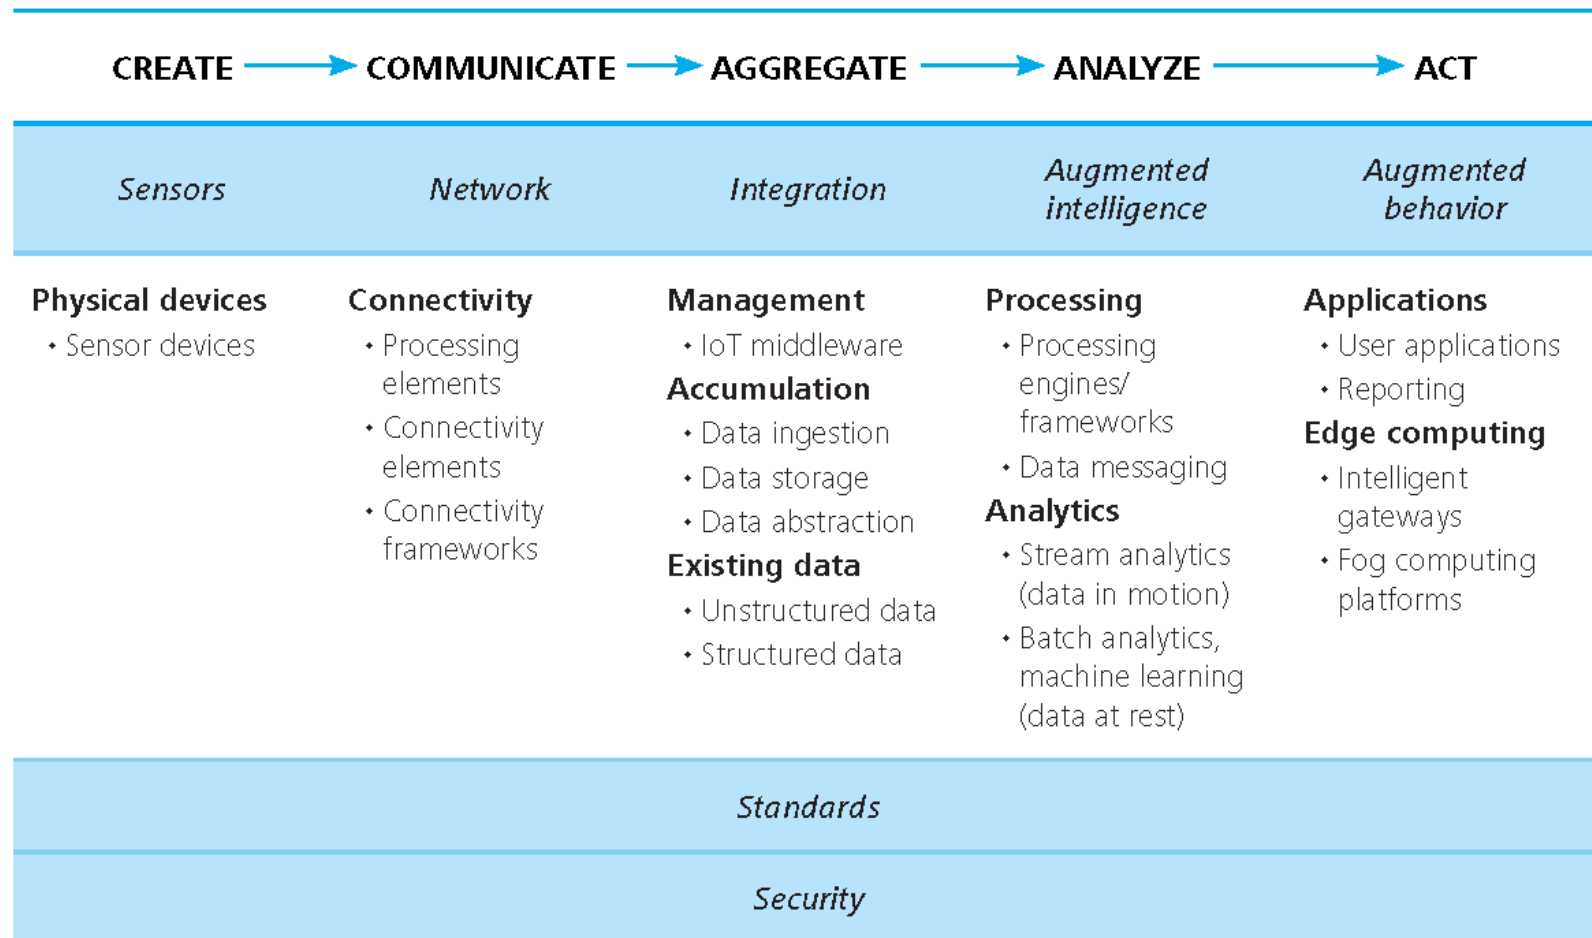 CREATE COMMUNICATE AGGREGATE ANALYZE ACT
Sensors
Network
Integration
Augmented
intelligence
Augmented
behavior
Physical devices
• Sensor devices
Connectivity
• Processing
elements
• Connectivity
elements
• Connectivity
frameworks
Management
• IoT middleware
Accumulation
• Data ingestion
• Data storage
• Data abstraction
Existing data
• Unstructured data
• Structured data
Processing
• Processing
engines/
frameworks
• Data messaging
Analytics
• Stream analytics
(data in motion)
• Batch analytics,
machine learning
(data at rest)
Applications
• User applications
• Reporting
Edge computing
• Intelligent
gateways
• Fog computing
platforms
Standards
Security